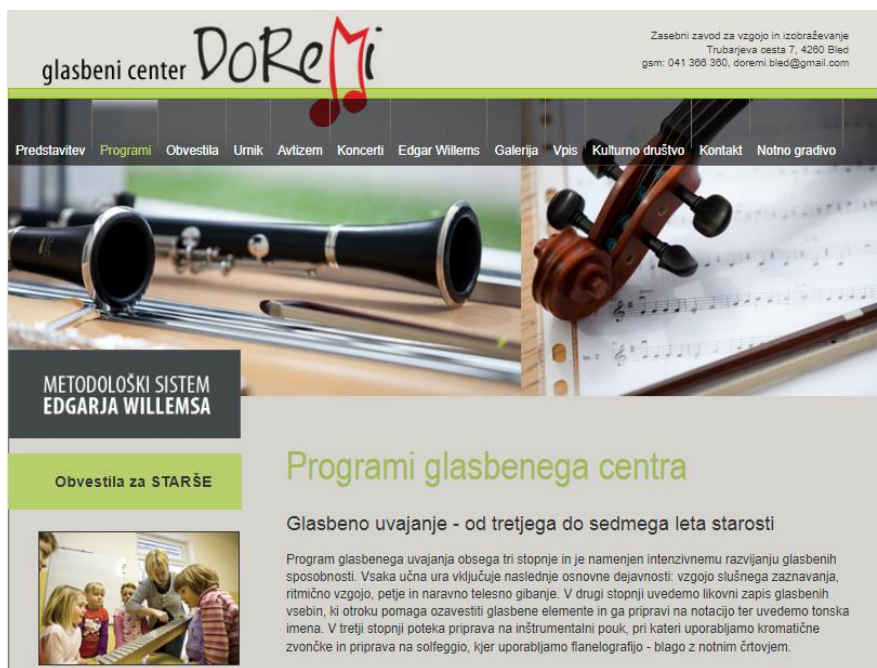 glasbeni center DoReMi
Zasebni zavod za vzgojo in izobraževanje
Trubarjeva cesta 7, 4260 Bled
gsm: 041 366 360, doremi.bled@gmail.com
Predstavitev Programi Obvestila Urnik Avtizem Koncerti Edgar Willems Galerija Vpis Kulturno društvo Kontakt Notno gradivo
METODOLOŠKI SISTEM
EDGARJA WILLEMSA
Obvestila za STARŠE
Programi glasbenega centra
Glasbeno uvajanje - od tretjega do sedmega leta starosti
Program glasbenega uvajanja obsega tri stopnje in je namenjen intenzivnemu razvijanju glasbenih
sposobnosti. Vsaka učna ura vključuje naslednje osnovne dejavnosti: vzgojo slušnega zaznavanja,
ritmično vzgojo, petje in naravno telesno gibanje. V drugi stopnji uvedemo likovni zapis glasbenih
vsebin, ki otroku pomaga ozavestiti glasbene elemente in ga pripravi na notacijo ter uvedemo tonska
imena. V tretji stopnji poteka priprava na inštrumentalni pouk, pri kateri uporabljamo kromatične
zvončke in priprava na solfeggio, kjer uporabljamo flanelografijo - blago z notnim črtovjem.